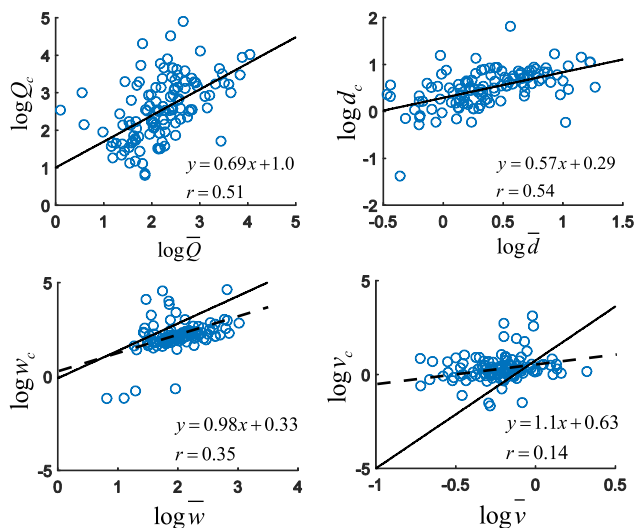 5
4
3
2
1
0
log Q_c
y = 0.69x+1.0
r = 0.51
0 1 2 3 4 5
log Q̅
2
1
0
-1
-2
log d_c
y = 0.57x+0.29
r = 0.54
-0.5 0 0.5 1 1.5
log d̅
5
0
-5
log w_c
y = 0.98x+0.33
r = 0.35
0 1 2 3 4
log w̅
5
0
-5
log v_c
y = 1.1x+0.63
r = 0.14
-1 -0.5 0 0.5
log v̅